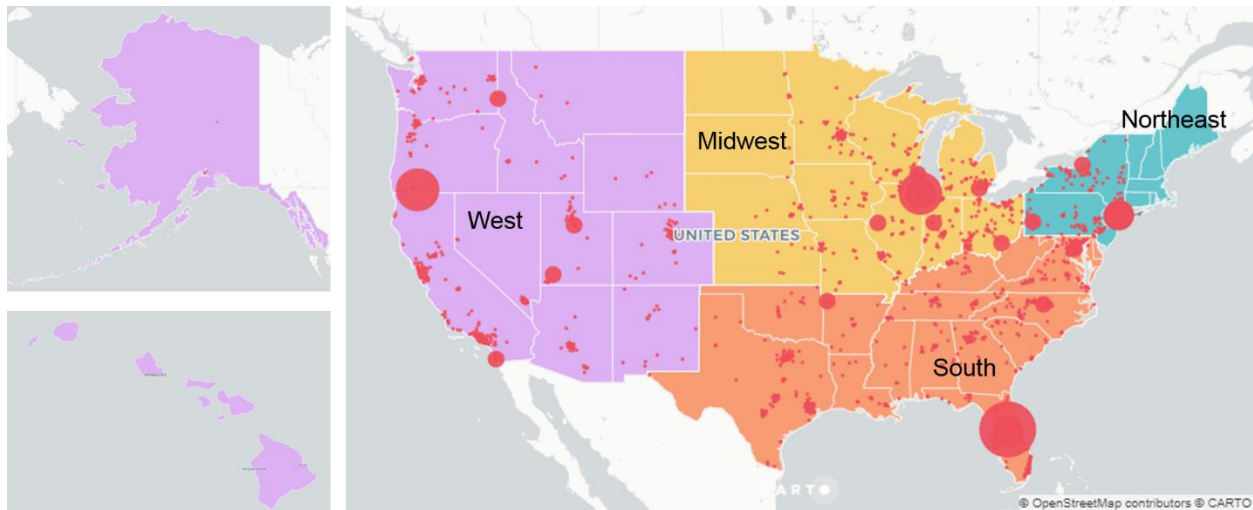 Northeast
Midwest
West
UNITED STATES
South
CARTO
© OpenStreetMap contributors © CARTO